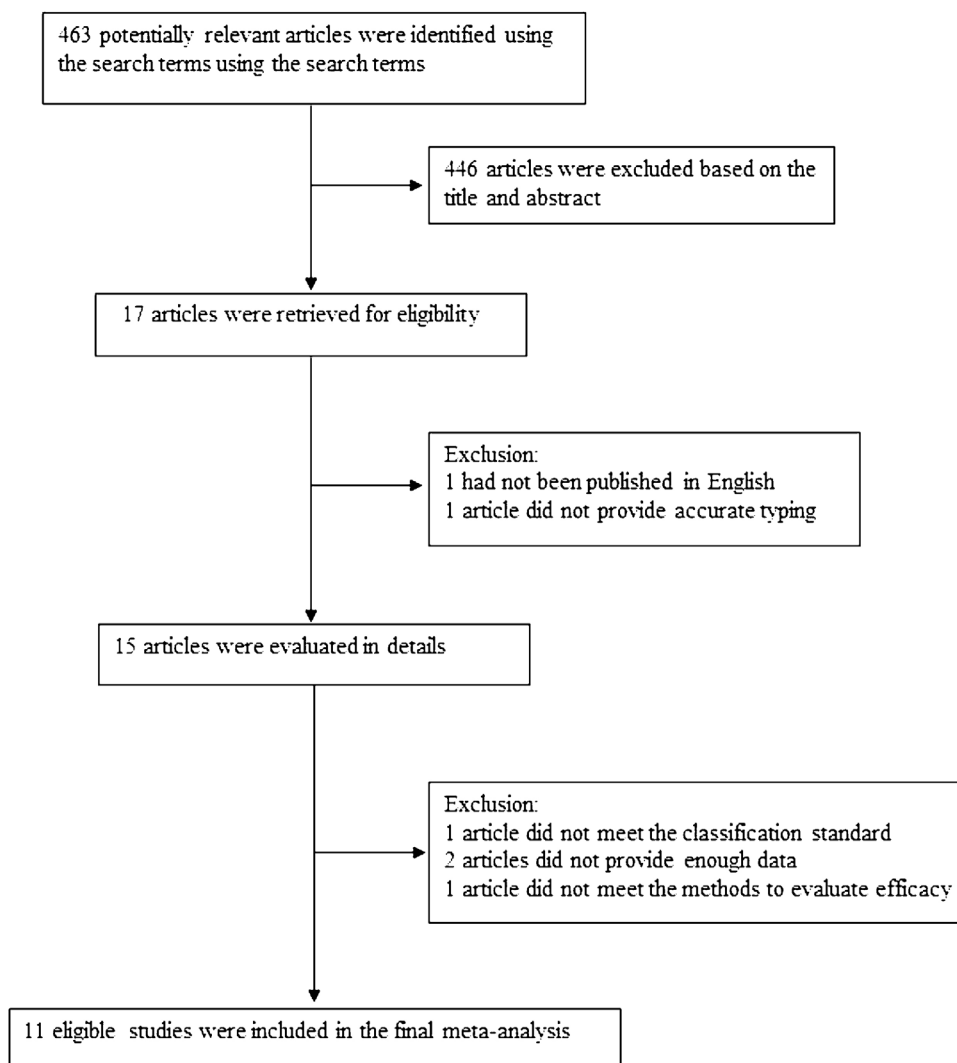 463 potentially relevant articles were identified using
the search terms using the search terms
446 articles were excluded based on the
title and abstract
17 articles were retrieved for eligibility
Exclusion:
1 had not been published in English
1 article did not provide accurate typing
15 articles were evaluated in details
Exclusion:
1 article did not meet the classification standard
2 articles did not provide enough data
1 article did not meet the methods to evaluate efficacy
11 eligible studies were included in the final meta-analysis